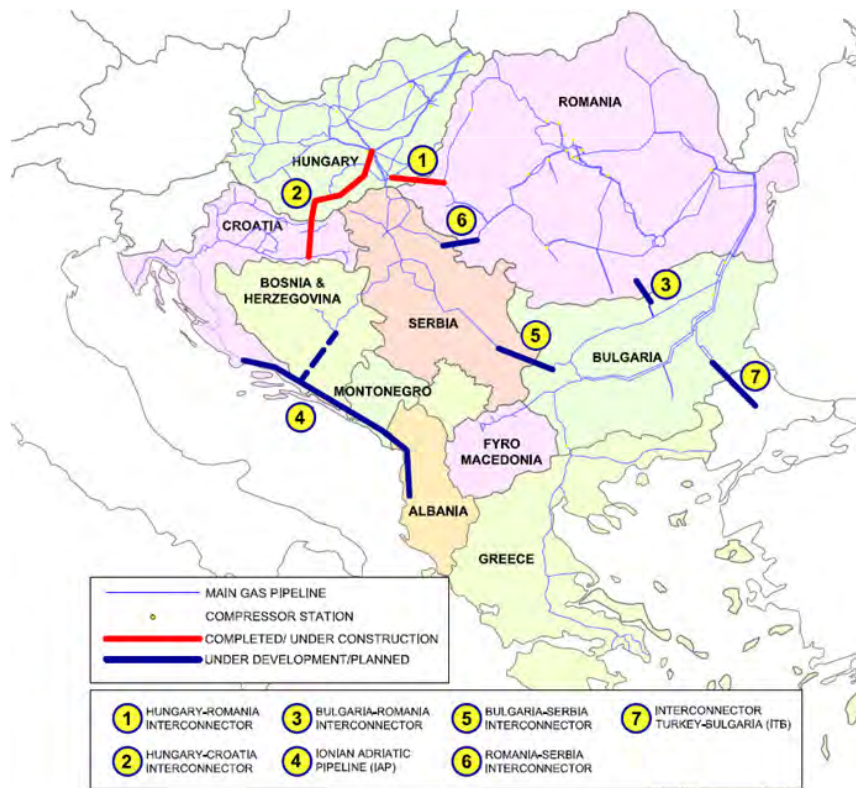 ROMANIA
HUNGARY
1
2
CROATIA
6
BOSNIA &
HERZEGOVINA
3
SERBIA
5
BULGARIA
7
MONTONEGRO
4
FYRO
MACEDONIA
ALBANIA
GREECE
MAIN GAS PIPELINE
COMPRESSOR STATION
COMPLETED/ UNDER CONSTRUCTION
UNDER DEVELOPMENT/PLANNED
1 HUNGARY-ROMANIA
INTERCONNECTOR
3 BULGARIA-ROMANIA
INTERCONNECTOR
5 BULGARIA-SERBIA
INTERCONNECTOR
7 INTERCONNECTOR
TURKEY-BULGARIA (ITB)
2 HUNGARY-CROATIA
INTERCONNECTOR
4 IONIAN ADRIATIC
PIPELINE (IAP)
6 ROMANIA-SERBIA
INTERCONNECTOR